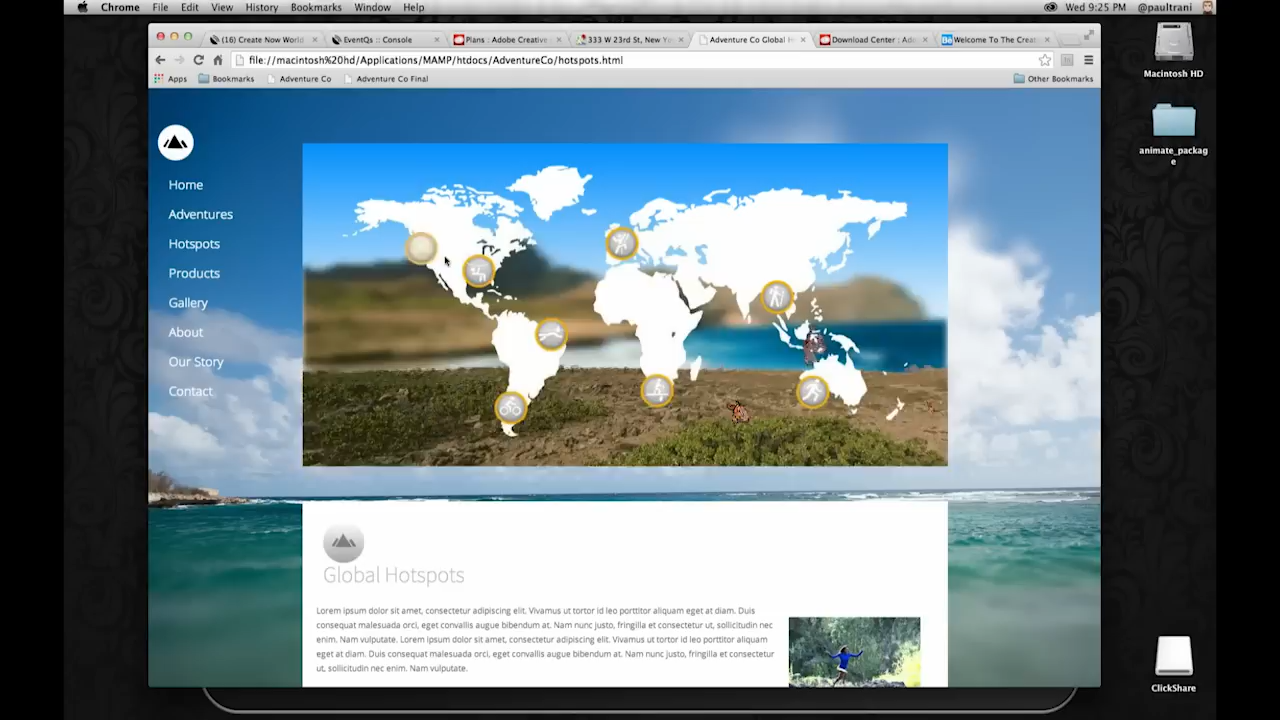 Chrome File Edit View History Bookmarks Window Help Wed 9:25 PM @paultrani
(16) Create Now World EventQs :: Console Plans : Adobe Creative 333 W 23rd St, New Yo Adventure Co Global H Download Center : Ado Welcome To The Creat
file://macintosh%20hd/Applications/MAMP/htdocs/AdventureCo/hotspots.html
Apps Bookmarks Adventure Co Adventure Co Final Other Bookmarks
Macintosh HD
animate_packag
e
Home
Adventures
Hotspots
Products
Gallery
About
Our Story
Contact
Global Hotspots
Lorem ipsum dolor sit amet, consectetur adipiscing elit. Vivamus ut tortor id leo porttitor aliquam eget at diam. Duis
consequat malesuada orci, eget convallis augue bibendum at. Nam nunc justo, fringilla et consectetur ut, sollicitudin nec
enim. Nam vulputate. Lorem ipsum dolor sit amet, consectetur adipiscing elit. Vivamus ut tortor id leo porttitor aliquam
eget at diam. Duis consequat malesuada orci, eget convallis augue bibendum at. Nam nunc justo, fringilla et consectetur
ut, sollicitudin nec enim. Nam vulputate.
ClickShare